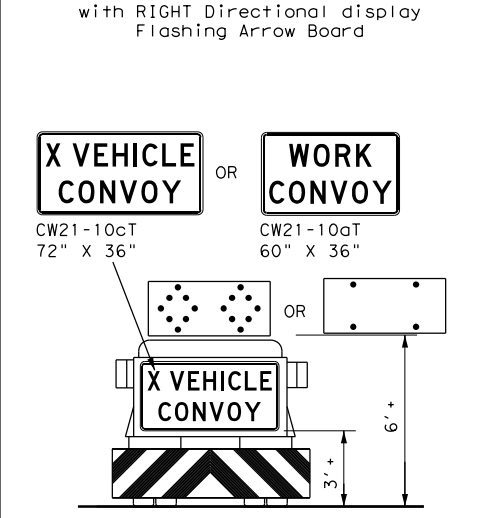 with RIGHT Directional display
Flashing Arrow Board
X VEHICLE
CONVOY
OR
WORK
CONVOY
CW21-10cT
72" X 36"
CW21-10aT
60" X 36"
OR
X VEHICLE
CONVOY
6' +
3' +